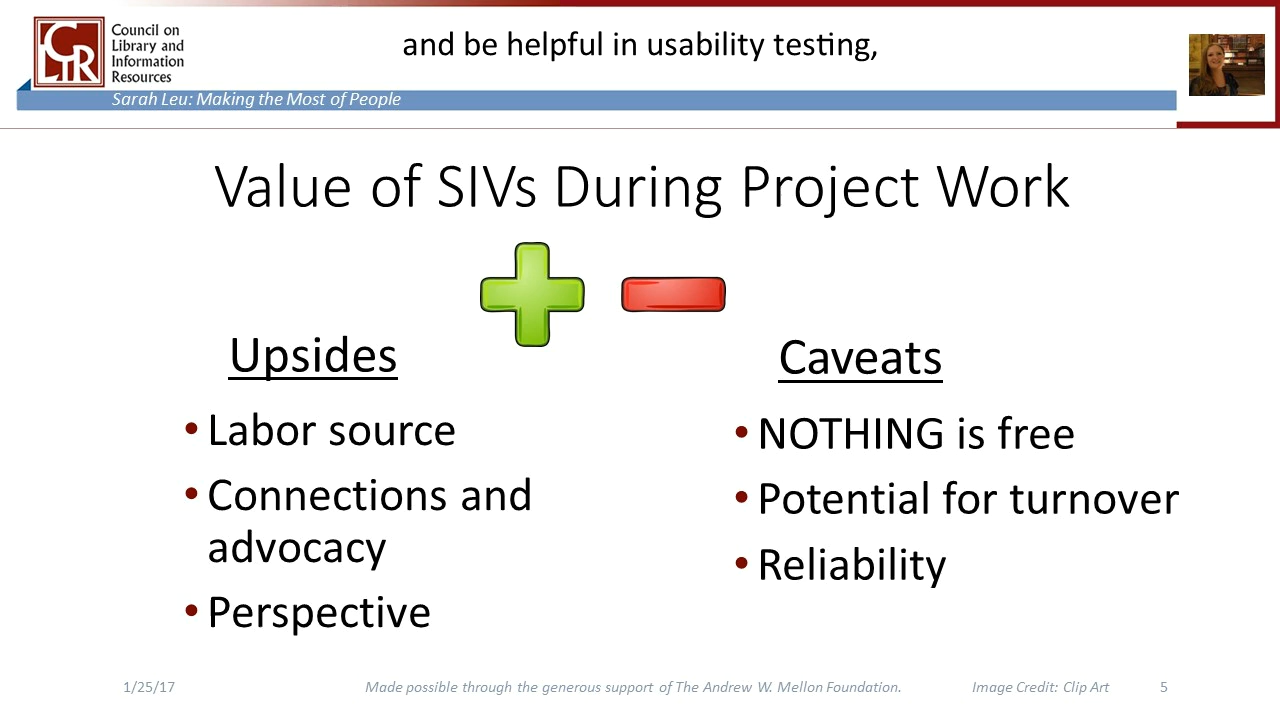 CLIR
Council on
Library and
Information
Resources
and be helpful in usability testing,
Sarah Leu: Making the Most of People
Value of SIVs During Project Work
Upsides
• Labor source
• Connections and
advocacy
• Perspective
Caveats
• NOTHING is free
• Potential for turnover
• Reliability
1/25/17
Made possible through the generous support of The Andrew W. Mellon Foundation.
Image Credit: Clip Art
5